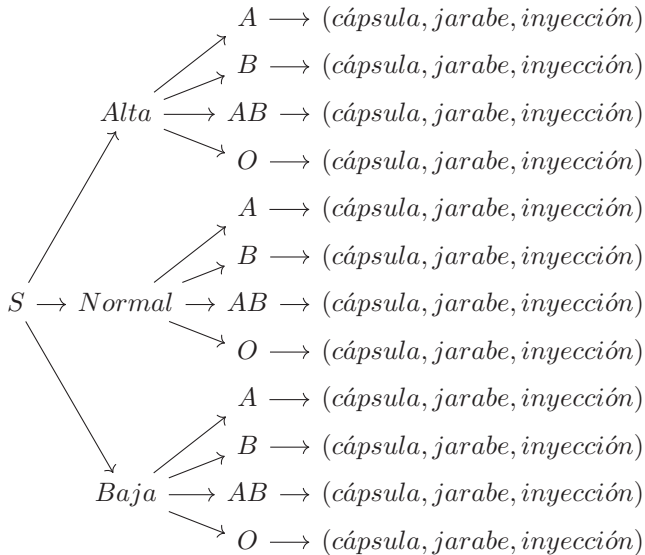 A ⟶ (cápsula, jarabe, inyección)
B ⟶ (cápsula, jarabe, inyección)
Alta ⟶ AB ⟶ (cápsula, jarabe, inyección)
O ⟶ (cápsula, jarabe, inyección)
A ⟶ (cápsula, jarabe, inyección)
B ⟶ (cápsula, jarabe, inyección)
S ⟶ Normal ⟶ AB ⟶ (cápsula, jarabe, inyección)
O ⟶ (cápsula, jarabe, inyección)
A ⟶ (cápsula, jarabe, inyección)
B ⟶ (cápsula, jarabe, inyección)
Baja ⟶ AB ⟶ (cápsula, jarabe, inyección)
O ⟶ (cápsula, jarabe, inyección)